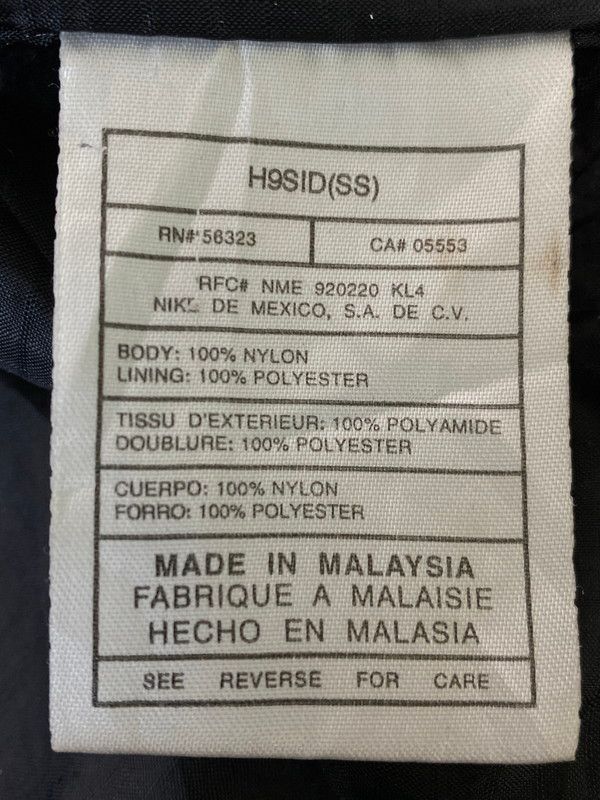 H9SID(SS)
RN# 56323
CA# 05553
RFC# NME 920220 KL4
NIKE DE MEXICO, S.A. DE C.V.
BODY: 100% NYLON
LINING: 100% POLYESTER
TISSU D'EXTERIEUR: 100% POLYAMIDE
DOUBLURE: 100% POLYESTER
CUERPO: 100% NYLON
FORRO: 100% POLYESTER
MADE IN MALAYSIA
FABRIQUE A MALAISIE
HECHO EN MALASIA
SEE REVERSE FOR CARE